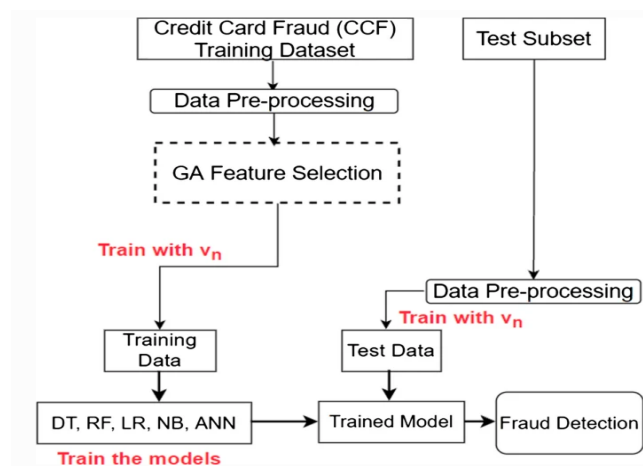 Credit Card Fraud (CCF)
Training Dataset
Test Subset
Data Pre-processing
GA Feature Selection
Train with vn
Data Pre-processing
Train with vn
Training
Data
Test Data
DT, RF, LR, NB, ANN
Trained Model
Fraud Detection
Train the models